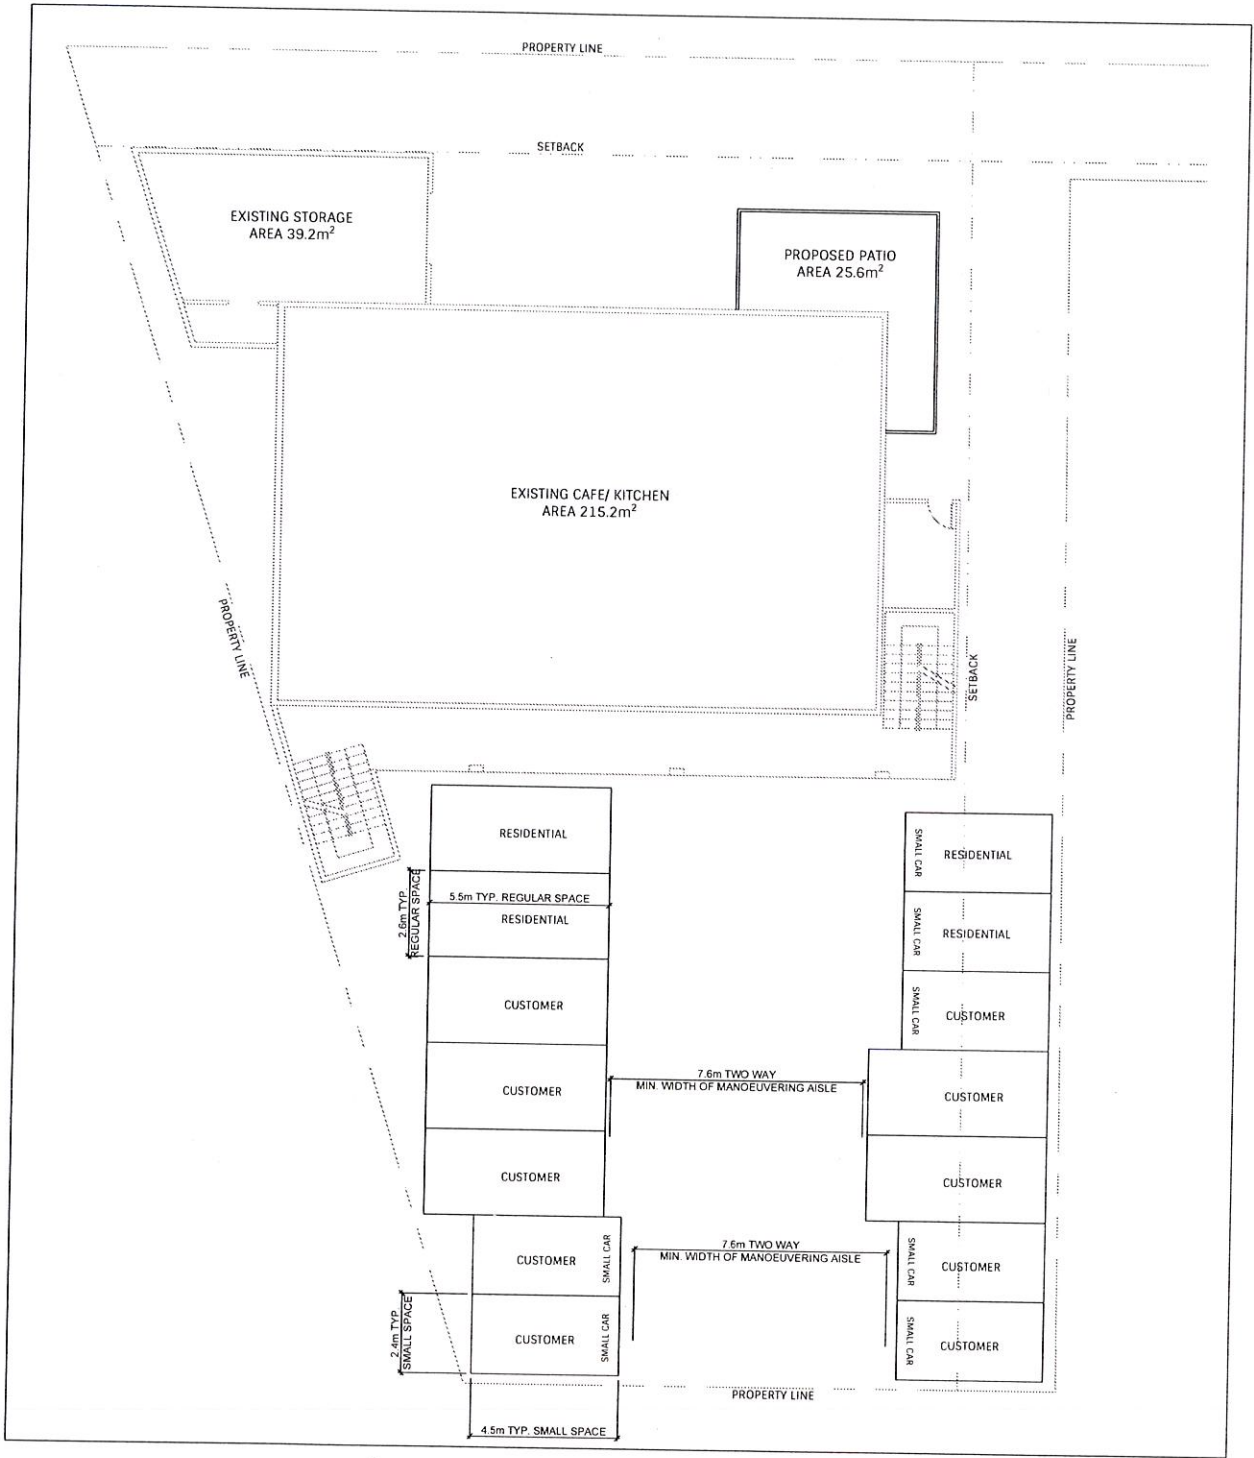 PROPERTY LINE
SETBACK
EXISTING STORAGE
AREA 39.2m²
PROPOSED PATIO
AREA 25.6m²
EXISTING CAFE/ KITCHEN
AREA 215.2m²
PROPERTY LINE
SETBACK
PROPERTY LINE
RESIDENTIAL
2.6m TYP.
REGULAR SPACE
5.5m TYP. REGULAR SPACE
RESIDENTIAL
CUSTOMER
CUSTOMER
CUSTOMER
CUSTOMER
SMALL CAR
CUSTOMER
SMALL CAR
2.4m TYP
SMALL SPACE
4.5m TYP. SMALL SPACE
7.6m TWO WAY
MIN. WIDTH OF MANOEUVERING AISLE
7.6m TWO WAY
MIN. WIDTH OF MANOEUVERING AISLE
SMALL CAR
RESIDENTIAL
SMALL CAR
RESIDENTIAL
SMALL CAR
CUSTOMER
CUSTOMER
CUSTOMER
SMALL CAR
CUSTOMER
SMALL CAR
CUSTOMER
PROPERTY LINE